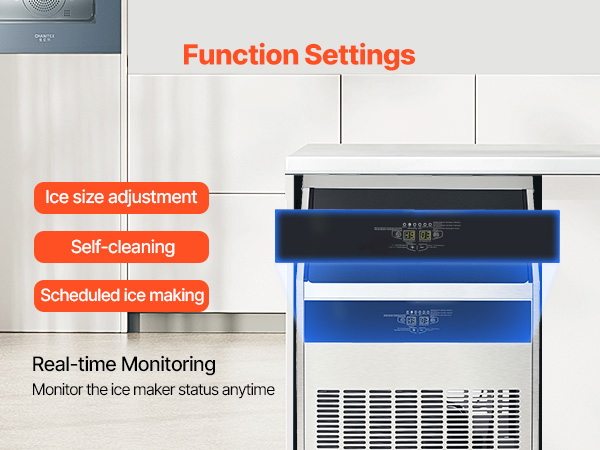 CHANTEX
Function Settings
Ice size adjustment
Self-cleaning
Scheduled ice making
Real-time Monitoring
Monitor the ice maker status anytime